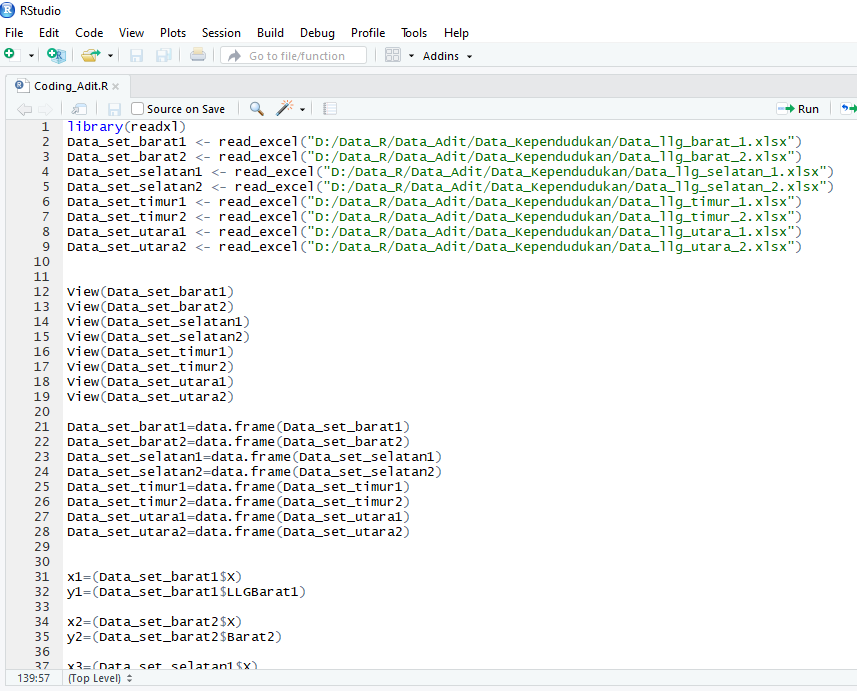 RStudio
File Edit Code View Plots Session Build Debug Profile Tools Help
Go to file/function Addins
Coding_Adit.R
Source on Save Run
1 library(readxl)
2 Data_set_barat1 <- read_excel("D:/Data_R/Data_Adit/Data_Kependudukan/Data_llg_barat_1.xlsx")
3 Data_set_barat2 <- read_excel("D:/Data_R/Data_Adit/Data_Kependudukan/Data_llg_barat_2.xlsx")
4 Data_set_selatan1 <- read_excel("D:/Data_R/Data_Adit/Data_Kependudukan/Data_llg_selatan_1.xlsx")
5 Data_set_selatan2 <- read_excel("D:/Data_R/Data_Adit/Data_Kependudukan/Data_llg_selatan_2.xlsx")
6 Data_set_timur1 <- read_excel("D:/Data_R/Data_Adit/Data_Kependudukan/Data_llg_timur_1.xlsx")
7 Data_set_timur2 <- read_excel("D:/Data_R/Data_Adit/Data_Kependudukan/Data_llg_timur_2.xlsx")
8 Data_set_utara1 <- read_excel("D:/Data_R/Data_Adit/Data_Kependudukan/Data_llg_utara_1.xlsx")
9 Data_set_utara2 <- read_excel("D:/Data_R/Data_Adit/Data_Kependudukan/Data_llg_utara_2.xlsx")
10
11
12 View(Data_set_barat1)
13 View(Data_set_barat2)
14 View(Data_set_selatan1)
15 View(Data_set_selatan2)
16 View(Data_set_timur1)
17 View(Data_set_timur2)
18 View(Data_set_utara1)
19 View(Data_set_utara2)
20
21 Data_set_barat1=data.frame(Data_set_barat1)
22 Data_set_barat2=data.frame(Data_set_barat2)
23 Data_set_selatan1=data.frame(Data_set_selatan1)
24 Data_set_selatan2=data.frame(Data_set_selatan2)
25 Data_set_timur1=data.frame(Data_set_timur1)
26 Data_set_timur2=data.frame(Data_set_timur2)
27 Data_set_utara1=data.frame(Data_set_utara1)
28 Data_set_utara2=data.frame(Data_set_utara2)
29
30
31 x1=(Data_set_barat1$X)
32 y1=(Data_set_barat1$LLGBarat1)
33
34 x2=(Data_set_barat2$X)
35 y2=(Data_set_barat2$Barat2)
36
37 x3=(Data_set_selatan1$X)
139:57 (Top Level)